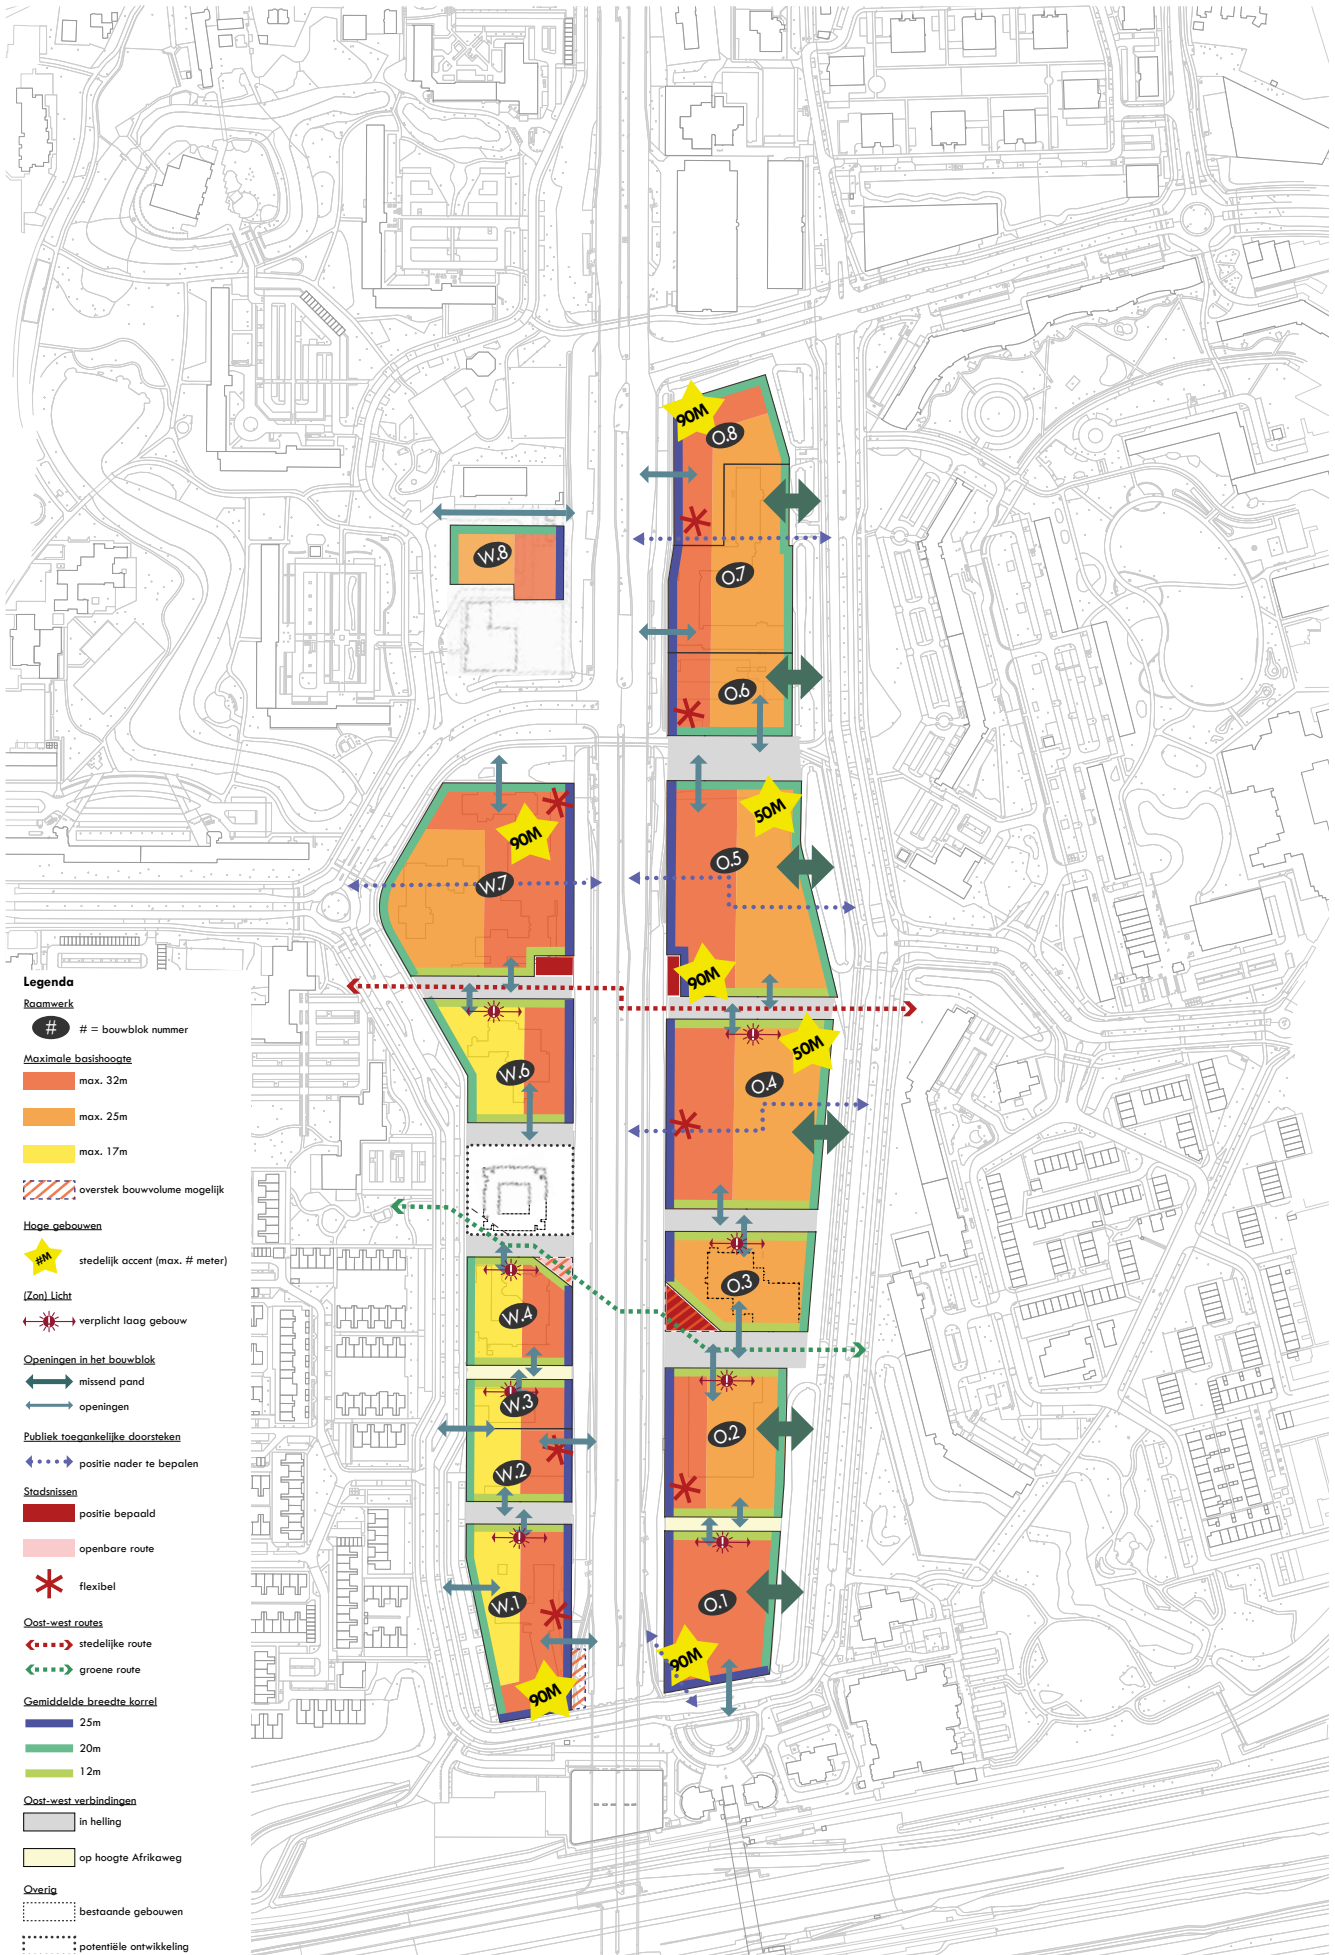 90M
O.8
W.8
O.7
O.6
90M
50M
W.7
O.5
90M
W.6
50M
O.4
O.3
W.4
W.3
W.2
O.2
W.1
O.1
90M
90M
Legenda
Raamwerk
# # = bouwblok nummer
Maximale basishoogte
max. 32m
max. 25m
max. 17m
overstek bouwvolume mogelijk
Hoge gebouwen
#M stedelijk accent (max. # meter)
(Zon) Licht
verplicht laag gebouw
Openingen in het bouwblok
missend pand
openingen
Publiek toegankelijke doorsteken
positie nader te bepalen
Stadsnissen
positie bepaald
openbare route
flexibel
Oost-west routes
stedelijke route
groene route
Gemiddelde breedte korrel
25m
20m
12m
Oost-west verbindingen
in helling
op hoogte Afrikaweg
Overig
bestaande gebouwen
potentiële ontwikkeling